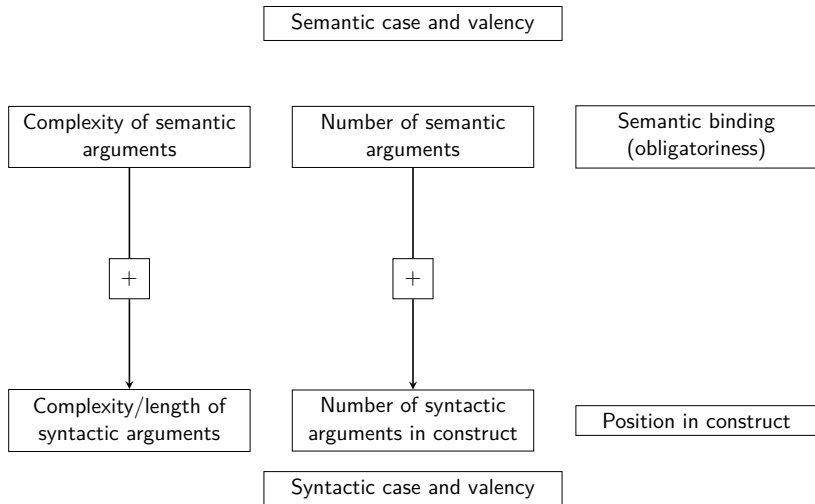 Semantic case and valency
Complexity of semantic
arguments
Number of semantic
arguments
Semantic binding
(obligatoriness)
+
+
Complexity/length of
syntactic arguments
Number of syntactic
arguments in construct
Position in construct
Syntactic case and valency